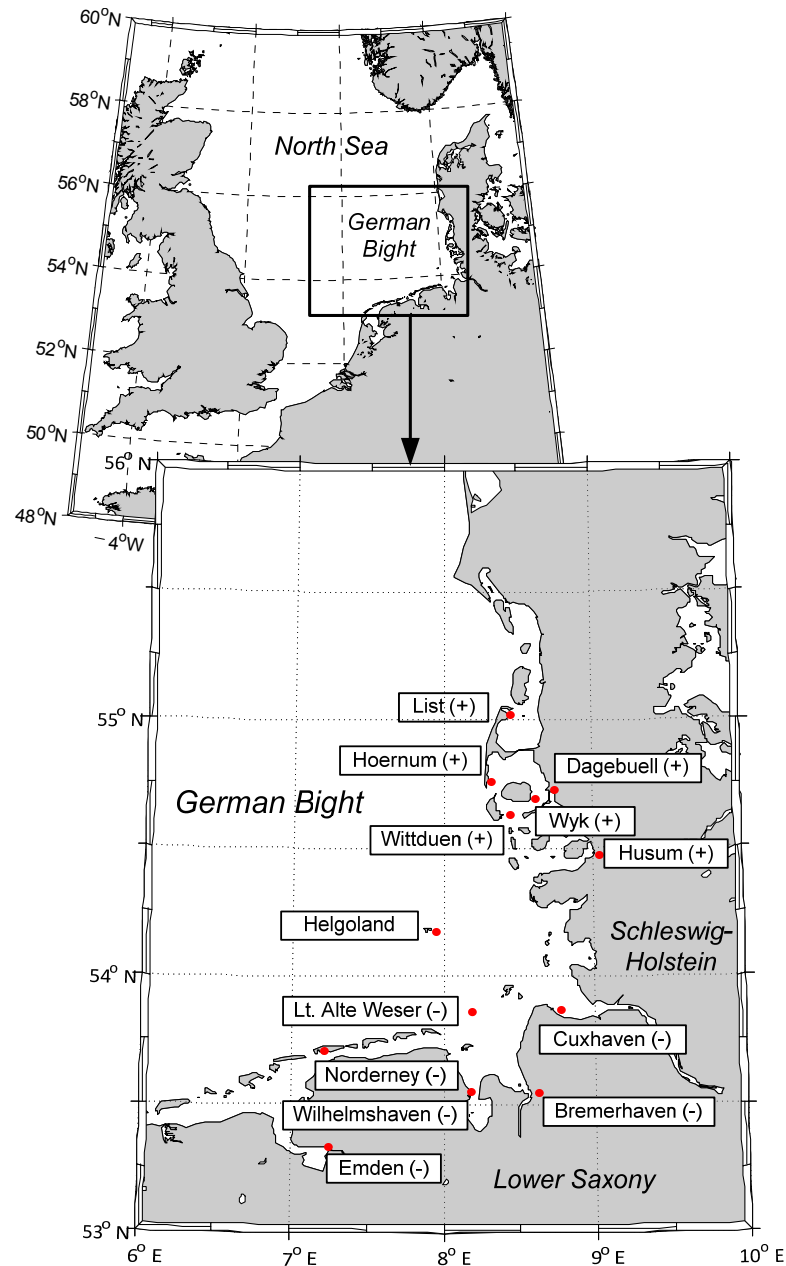 60°N
58°N
North Sea
56°N
German
Bight
54°N
52°N
50°N
56° N
48°N
−4°W
List (+)
55° N
Hoernum (+)
Dagebuell (+)
German Bight
Wyk (+)
Wittduen (+)
Husum (+)
Helgoland
Schleswig-
Holstein
54° N
Lt. Alte Weser (-)
Cuxhaven (-)
Norderney (-)
Wilhelmshaven (-)
Bremerhaven (-)
Emden (-)
Lower Saxony
53° N
6° E
7° E
8° E
9° E
10° E